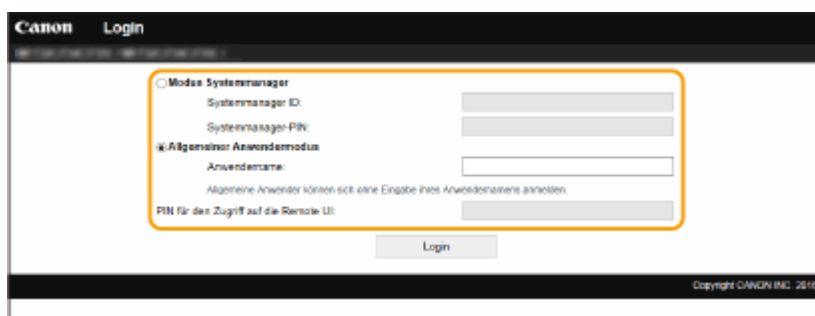 Canon Login
Modus Systemmanager
Systemmanager ID:
Systemmanager-PIN:
Allgemeiner Anwendermodus
Anwendername:
Allgemeine Anwender können sich ohne Eingabe ihres Anwendernamens anmelden.
PIN für den Zugriff auf die Remote UI:
Login
Copyright CANON INC. 2016